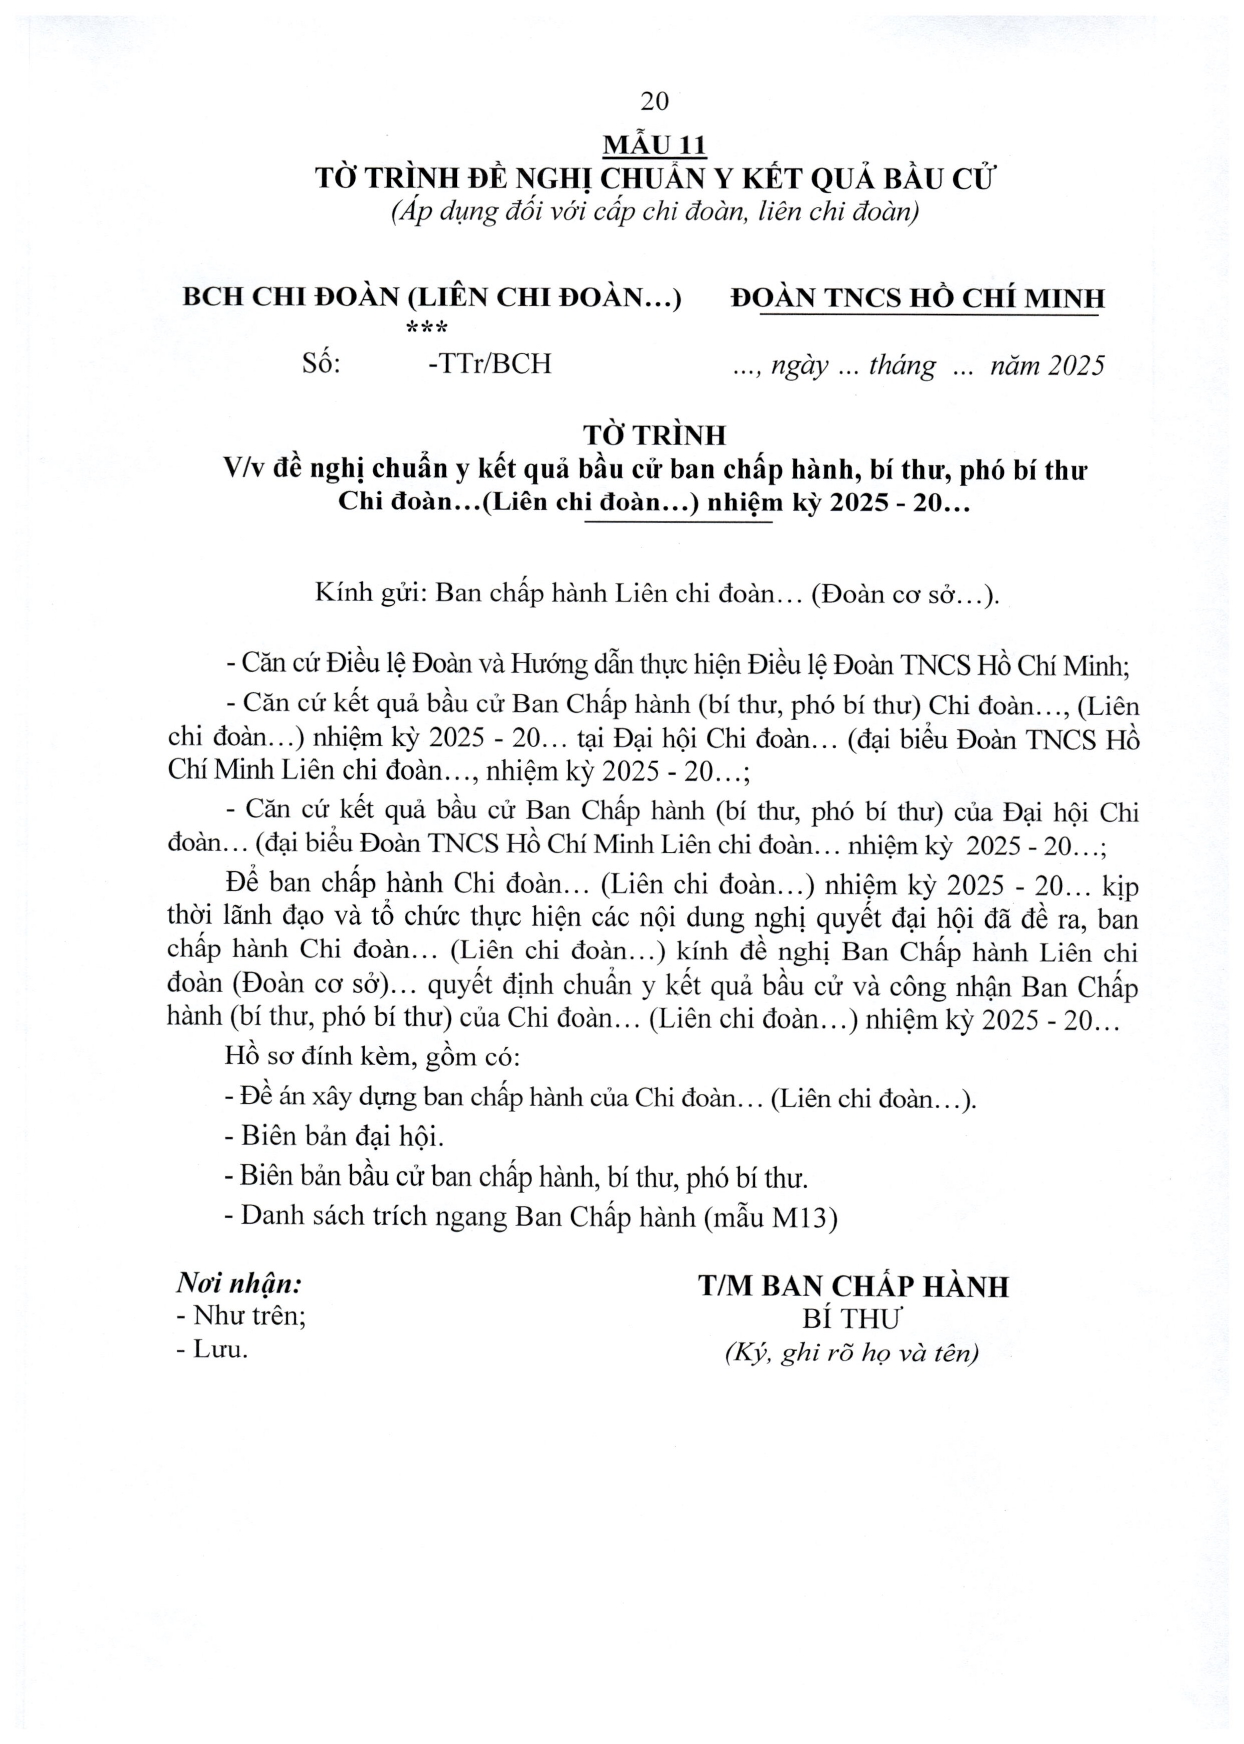 20
MẪU 11
TỜ TRÌNH ĐỀ NGHỊ CHUẨN Y KẾT QUẢ BẦU CỬ
(Áp dụng đối với cấp chi đoàn, liên chi đoàn)
BCH CHI ĐOÀN (LIÊN CHI ĐOÀN…) ĐOÀN TNCS HỒ CHÍ MINH
***
Số: -TTr/BCH ..., ngày ... tháng ... năm 2025
TỜ TRÌNH
V/v đề nghị chuẩn y kết quả bầu cử ban chấp hành, bí thư, phó bí thư
Chi đoàn…(Liên chi đoàn…) nhiệm kỳ 2025 - 20…
Kính gửi: Ban chấp hành Liên chi đoàn… (Đoàn cơ sở…).
- Căn cứ Điều lệ Đoàn và Hướng dẫn thực hiện Điều lệ Đoàn TNCS Hồ Chí Minh;
- Căn cứ kết quả bầu cử Ban Chấp hành (bí thư, phó bí thư) Chi đoàn…, (Liên
chi đoàn…) nhiệm kỳ 2025 - 20… tại Đại hội Chi đoàn… (đại biểu Đoàn TNCS Hồ
Chí Minh Liên chi đoàn…, nhiệm kỳ 2025 - 20…;
- Căn cứ kết quả bầu cử Ban Chấp hành (bí thư, phó bí thư) của Đại hội Chi
đoàn… (đại biểu Đoàn TNCS Hồ Chí Minh Liên chi đoàn… nhiệm kỳ 2025 - 20…;
Để ban chấp hành Chi đoàn… (Liên chi đoàn…) nhiệm kỳ 2025 - 20… kịp
thời lãnh đạo và tổ chức thực hiện các nội dung nghị quyết đại hội đã đề ra, ban
chấp hành Chi đoàn… (Liên chi đoàn…) kính đề nghị Ban Chấp hành Liên chi
đoàn (Đoàn cơ sở)… quyết định chuẩn y kết quả bầu cử và công nhận Ban Chấp
hành (bí thư, phó bí thư) của Chi đoàn… (Liên chi đoàn…) nhiệm kỳ 2025 - 20…
Hồ sơ đính kèm, gồm có:
- Đề án xây dựng ban chấp hành của Chi đoàn… (Liên chi đoàn…).
- Biên bản đại hội.
- Biên bản bầu cử ban chấp hành, bí thư, phó bí thư.
- Danh sách trích ngang Ban Chấp hành (mẫu M13)
Nơi nhận: T/M BAN CHẤP HÀNH
- Như trên; BÍ THƯ
- Lưu. (Ký, ghi rõ họ và tên)